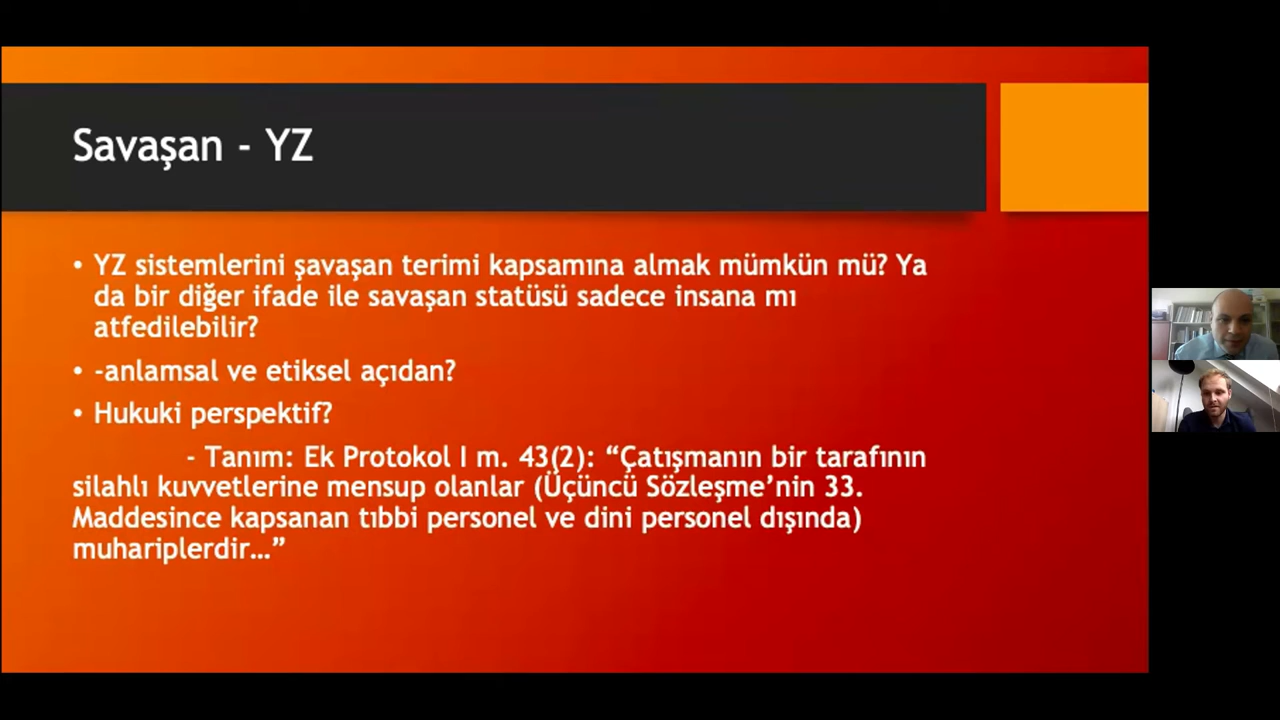 Savaşan - YZ
• YZ sistemlerini şavaşan terimi kapsamına almak mümkün mü? Ya
da bir diğer ifade ile savaşan statüsü sadece insana mı
atfedilebilir?
• -anlamsal ve etiksel açıdan?
• Hukuki perspektif?
- Tanım: Ek Protokol I m. 43(2): “Çatışmanın bir tarafının
silahlı kuvvetlerine mensup olanlar (Üçüncü Sözleşme’nin 33.
Maddesince kapsanan tıbbi personel ve dini personel dışında)
muhariplerdir…”